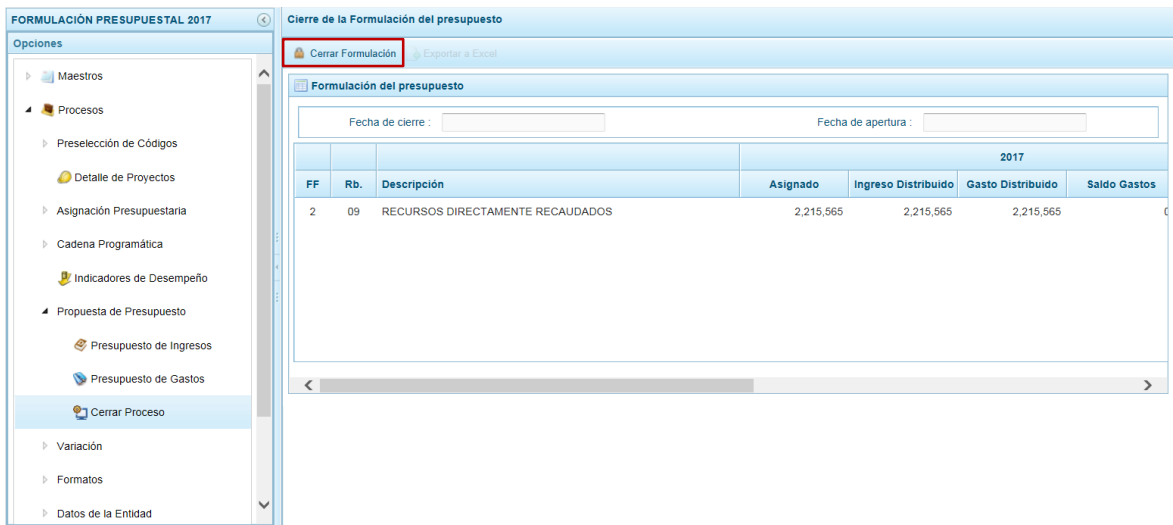 FORMULACIÓN PRESUPUESTAL 2017
Opciones
Maestros
Procesos
Preselección de Códigos
Detalle de Proyectos
Asignación Presupuestaria
Cadena Programática
Indicadores de Desempeño
Propuesta de Presupuesto
Presupuesto de Ingresos
Presupuesto de Gastos
Cerrar Proceso
Variación
Formatos
Datos de la Entidad
Cierre de la Formulación del presupuesto
Cerrar Formulación Exportar a Excel
Formulación del presupuesto
Fecha de cierre : Fecha de apertura :
2017
FF Rb. Descripción Asignado Ingreso Distribuido Gasto Distribuido Saldo Gastos
2 09 RECURSOS DIRECTAMENTE RECAUDADOS 2,215,565 2,215,565 2,215,565 0